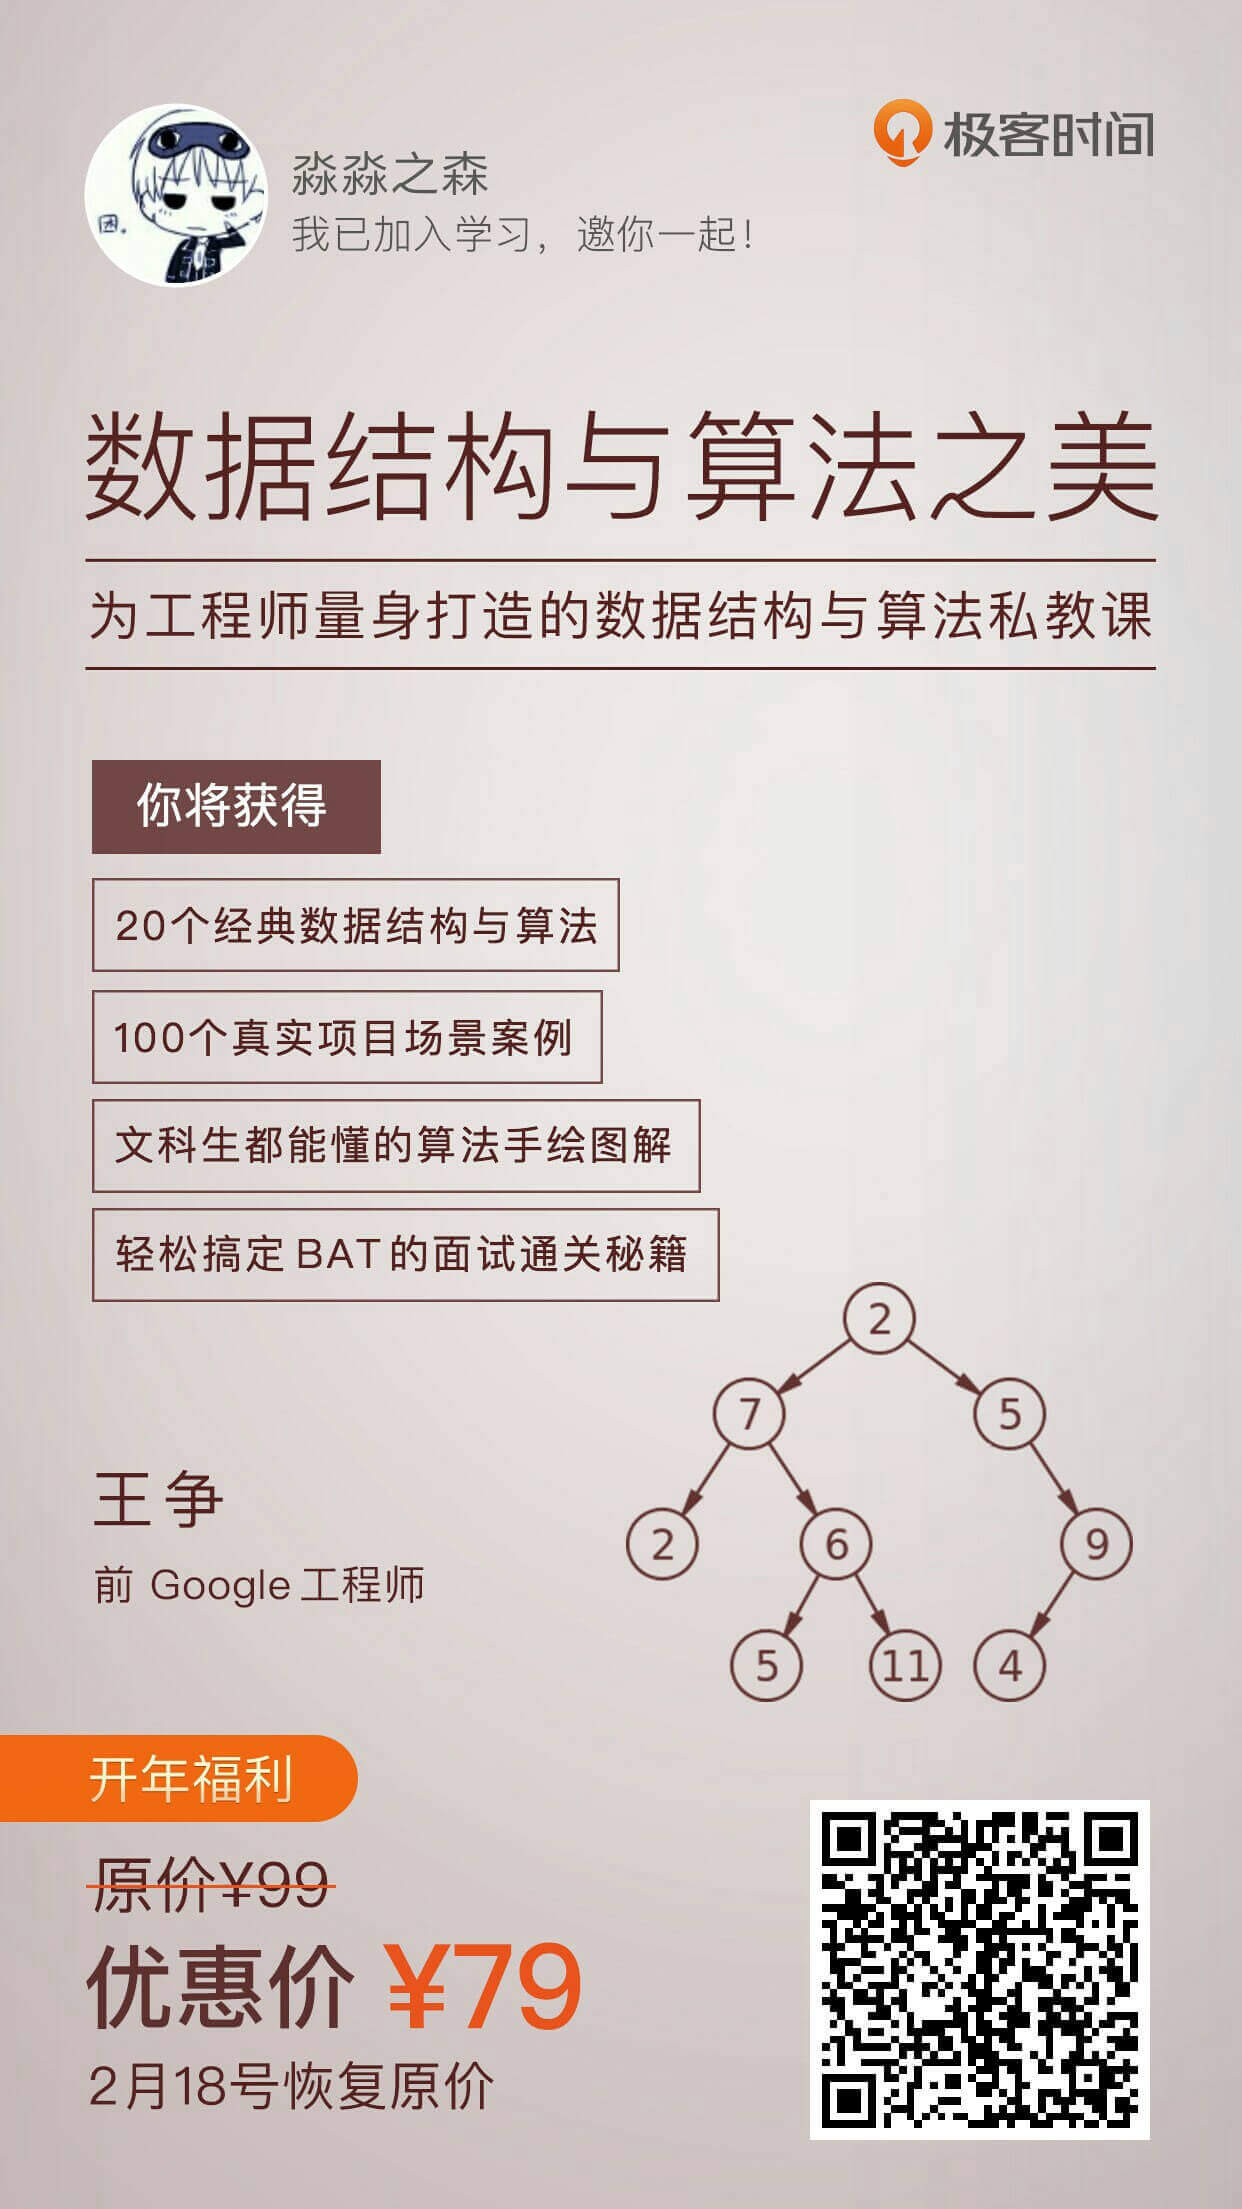 极客时间
淼淼之森
我已加入学习，邀你一起！
囝.
数据结构与算法之美
为工程师量身打造的数据结构与算法私教课
你将获得
20个经典数据结构与算法
100个真实项目场景案例
文科生都能懂的算法手绘图解
轻松搞定 BAT 的面试通关秘籍
2
7 5
2 6 9
5 11 4
王争
前 Google 工程师
开年福利
原价¥99
优惠价 ¥79
2月18号恢复原价